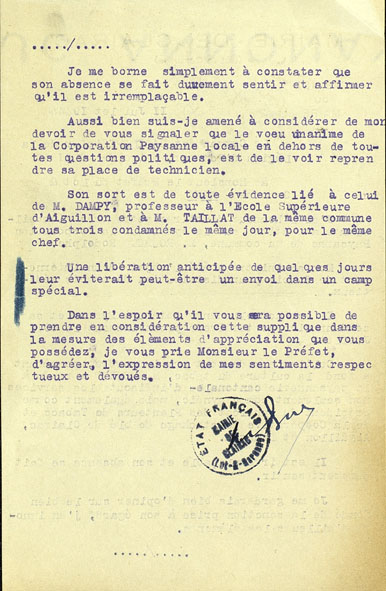 ...../.....
Je me borne simplement à constater que
son absence se fait durement sentir et affirmer
qu'il est irremplaçable.
Aussi bien suis-je amené à considérer de mon
devoir de vous signaler que le voeu unanime de
la Corporation Paysanne locale en dehors de tou-
tes questions politiques, est de le voir repren
dre sa place de technicien.
Son sort est de toute évidence lié à celui
de M. DAMPY, professeur à l'Ecole Supérieure
d'Aiguillon et à M. TAILLAT de la même commune
tous trois condamnés le même jour, pour le même
chef.
Une libération anticipée de quelques jours
leur éviterait peut-être un envoi dans un camp
spécial.
Dans l'espoir qu'il vous sera possible de
prendre en considération cette supplique dans
la mesure des élèments d'appréciation que vous
possédez, je vous prie Monsieur le Préfet,
d'agréer, l'expression de mes sentiments respec
tueux et dévoués.
ETAT FRANÇAIS
MAIRIE
DE
(Lot-&-Garonne)